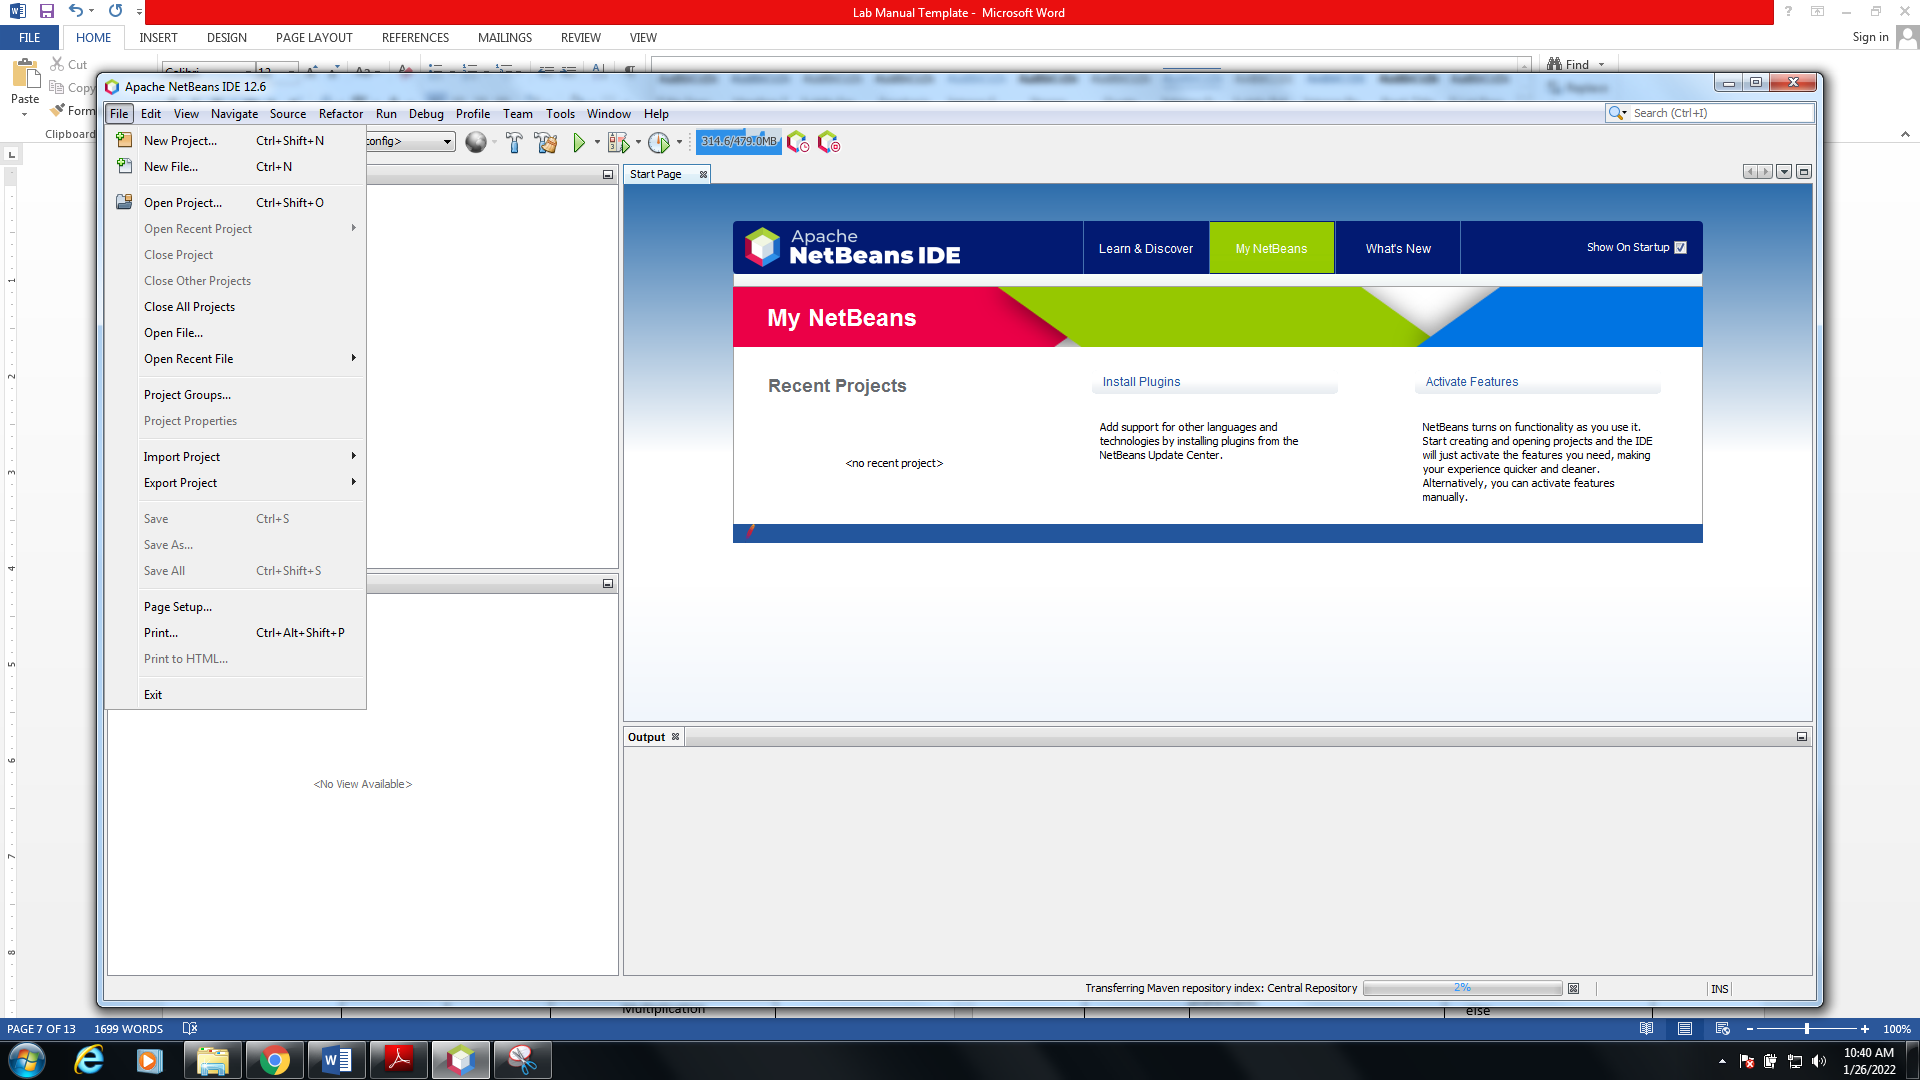 Lab Manual Template - Microsoft Word
FILE HOME INSERT DESIGN PAGE LAYOUT REFERENCES MAILINGS REVIEW VIEW
Sign in
Cut
Copy
Paste
Form
Clipboard
Find
Apache NetBeans IDE 12.6
File Edit View Navigate Source Refactor Run Debug Profile Team Tools Window Help
Search (Ctrl+I)
onfig>
314.6/479.0MB
New Project... Ctrl+Shift+N
New File... Ctrl+N
Open Project... Ctrl+Shift+O
Open Recent Project
Close Project
Close Other Projects
Close All Projects
Open File...
Open Recent File
Project Groups...
Project Properties
Import Project
Export Project
Save Ctrl+S
Save As...
Save All Ctrl+Shift+S
Page Setup...
Print... Ctrl+Alt+Shift+P
Print to HTML...
Exit
<No View Available>
Start Page
Apache
NetBeans IDE
Learn & Discover
My NetBeans
What's New
Show On Startup
My NetBeans
Recent Projects
<no recent project>
Install Plugins
Add support for other languages and
technologies by installing plugins from the
NetBeans Update Center.
Activate Features
NetBeans turns on functionality as you use it.
Start creating and opening projects and the IDE
will just activate the features you need, making
your experience quicker and cleaner.
Alternatively, you can activate features
manually.
Output
Transferring Maven repository index: Central Repository 2%
INS
Multiplication
else
PAGE 7 OF 13 1699 WORDS
100%
10:40 AM
1/26/2022